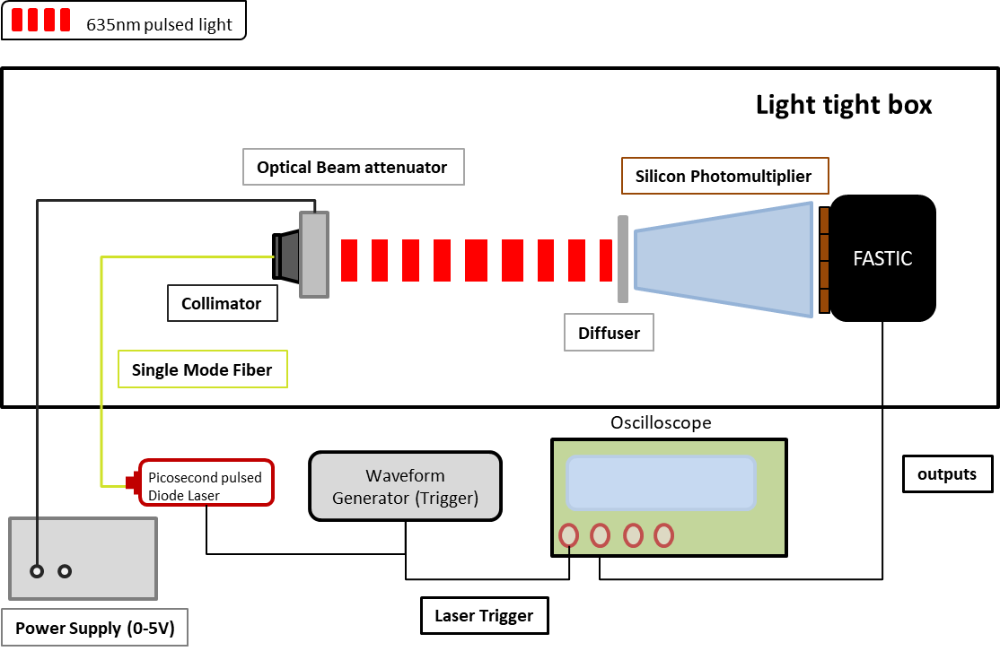 635nm pulsed light
Light tight box
Optical Beam attenuator
Silicon Photomultiplier
FASTIC
Collimator
Diffuser
Single Mode Fiber
Oscilloscope
Picosecond pulsed
Diode Laser
Waveform
Generator (Trigger)
outputs
Laser Trigger
Power Supply (0-5V)